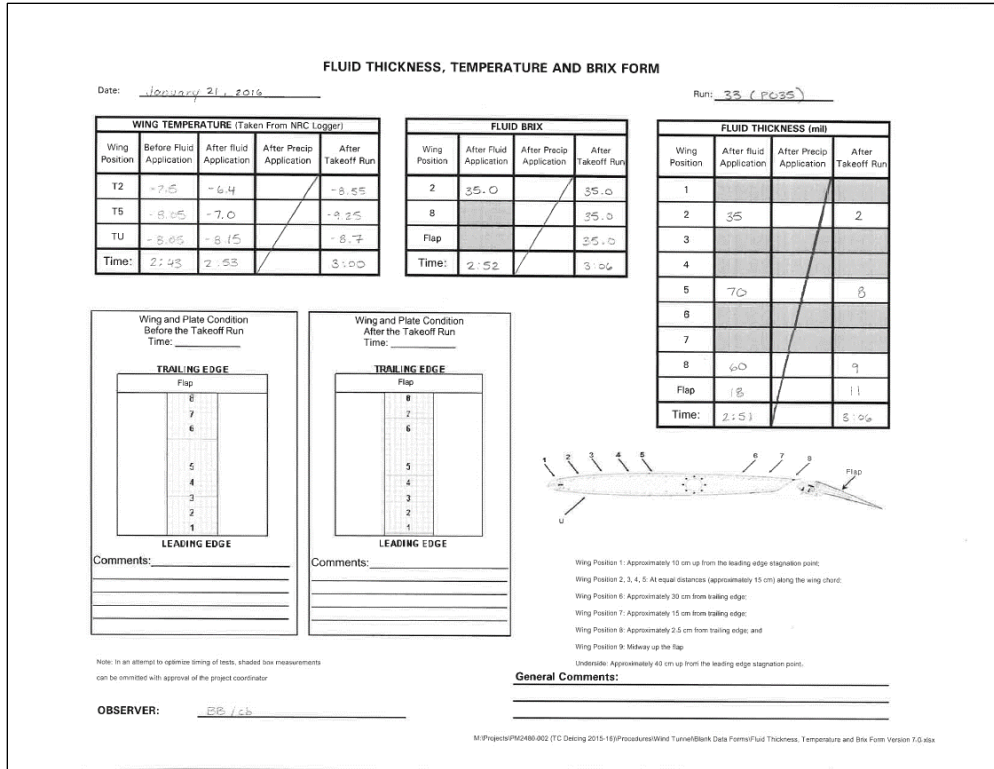 FLUID THICKNESS, TEMPERATURE AND BRIX FORM
Date: January 21, 2016 Run: 33 (PO35)
WING TEMPERATURE (Taken From NRC Logger)
Wing Position Before Fluid Application After fluid Application After Precip Application After Takeoff Run
T2 -7.5 -6.4 -8.55
T5 -8.05 -7.0 -9.25
TU -8.05 -8.15 -8.7
Time: 2:43 2:53 3:00
FLUID BRIX
Wing Position After Fluid Application After Precip Application After Takeoff Run
2 35.0 35.0
8 35.0
Flap 35.0
Time: 2:52 3:06
FLUID THICKNESS (mil)
Wing Position After fluid Application After Precip Application After Takeoff Run
1
2 35 2
3
4
5 70 8
6
7
8 60 9
Flap 18 11
Time: 2:51 3:06
Wing and Plate Condition
Before the Takeoff Run
Time:
TRAILING EDGE
Flap
8
7
6
5
4
3
2
1
LEADING EDGE
Comments:
Wing and Plate Condition
After the Takeoff Run
Time:
TRAILING EDGE
Flap
8
7
6
5
4
3
2
1
LEADING EDGE
Comments:
1 2 3 4 5 6 7 8 Flap
U
Wing Position 1: Approximately 10 cm up from the leading edge stagnation point;
Wing Position 2, 3, 4, 5: At equal distances (approximately 15 cm) along the wing chord;
Wing Position 6: Approximately 30 cm from trailing edge;
Wing Position 7: Approximately 15 cm from trailing edge;
Wing Position 8: Approximately 2.5 cm from trailing edge; and
Wing Position 9: Midway up the flap
Underside: Approximately 40 cm up from the leading edge stagnation point.
Note: In an attempt to optimize timing of tests, shaded box measurements
can be ommitted with approval of the project coordinator
General Comments:
OBSERVER: BB / cb
M:\Projects\PM2480-002 (TC Deicing 2015-16)\Procedures\Wind Tunnel\Blank Data Forms\Fluid Thickness, Temperature and Brix Form Version 7-0.xlsx